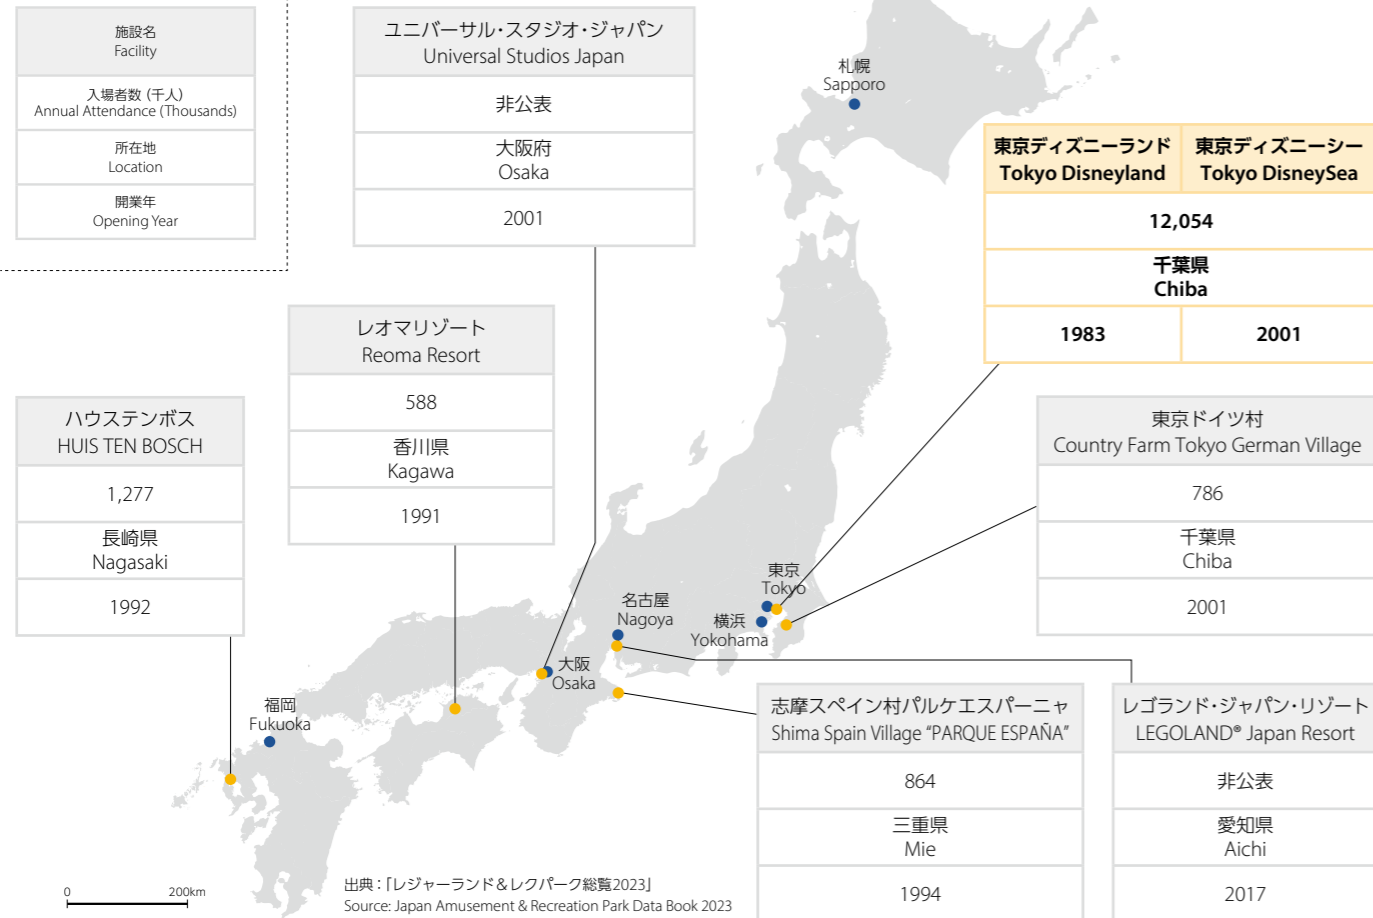 施設名
Facility
入場者数 (千人)
Annual Attendance (Thousands)
所在地
Location
開業年
Opening Year
ユニバーサル・スタジオ・ジャパン
Universal Studios Japan
非公表
大阪府
Osaka
2001
札幌
Sapporo
東京ディズニーランド
Tokyo Disneyland
東京ディズニーシー
Tokyo DisneySea
12,054
千葉県
Chiba
1983
2001
レオマリゾート
Reoma Resort
588
香川県
Kagawa
1991
ハウステンボス
HUIS TEN BOSCH
1,277
長崎県
Nagasaki
1992
東京ドイツ村
Country Farm Tokyo German Village
786
千葉県
Chiba
2001
東京
Tokyo
名古屋
Nagoya
横浜
Yokohama
大阪
Osaka
福岡
Fukuoka
志摩スペイン村パルケエスパーニャ
Shima Spain Village “PARQUE ESPAÑA”
864
三重県
Mie
1994
レゴランド・ジャパン・リゾート
LEGOLAND® Japan Resort
非公表
愛知県
Aichi
2017
0 200km
出典：「レジャーランド＆レクパーク総覧2023」
Source: Japan Amusement & Recreation Park Data Book 2023